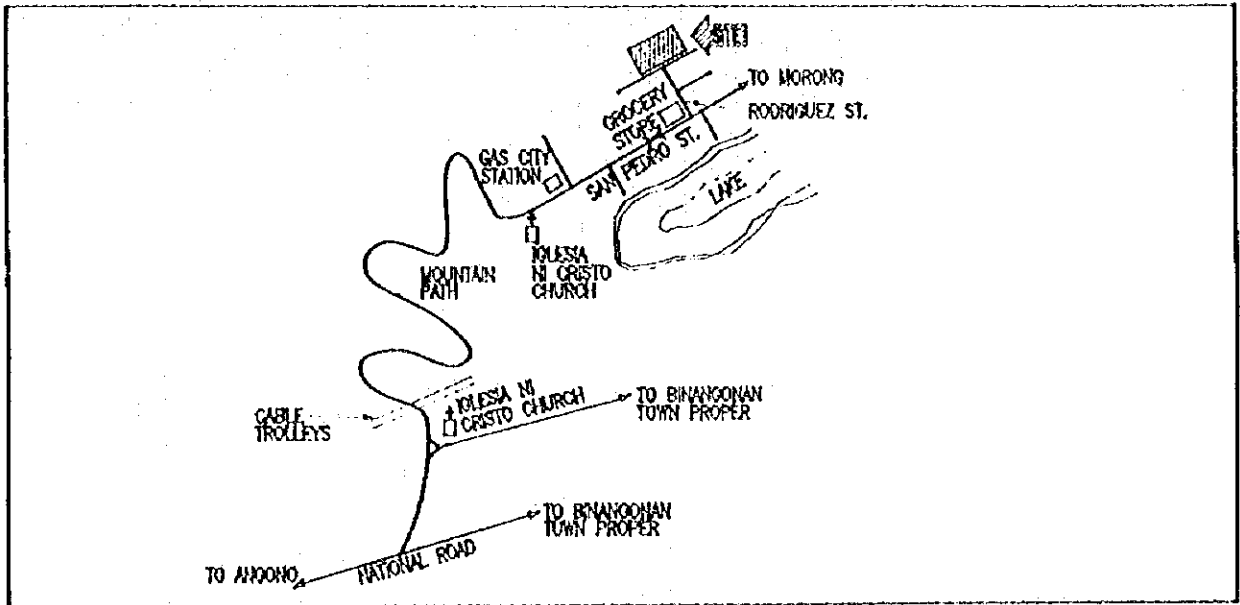 SITE
TO MORONG
RODRIGUEZ ST.
GROCERY
STORE
SAN PEDRO ST.
LAKE
GAS CITY
STATION
IGLESIA
NI CRISTO
CHURCH
MOUNTAIN
PATH
CABLE
TROLLEYS
IGLESIA NI
CRISTO CHURCH
TO BINANGONAN
TOWN PROPER
TO BINANGONAN
TOWN PROPER
NATIONAL ROAD
TO ANGONO